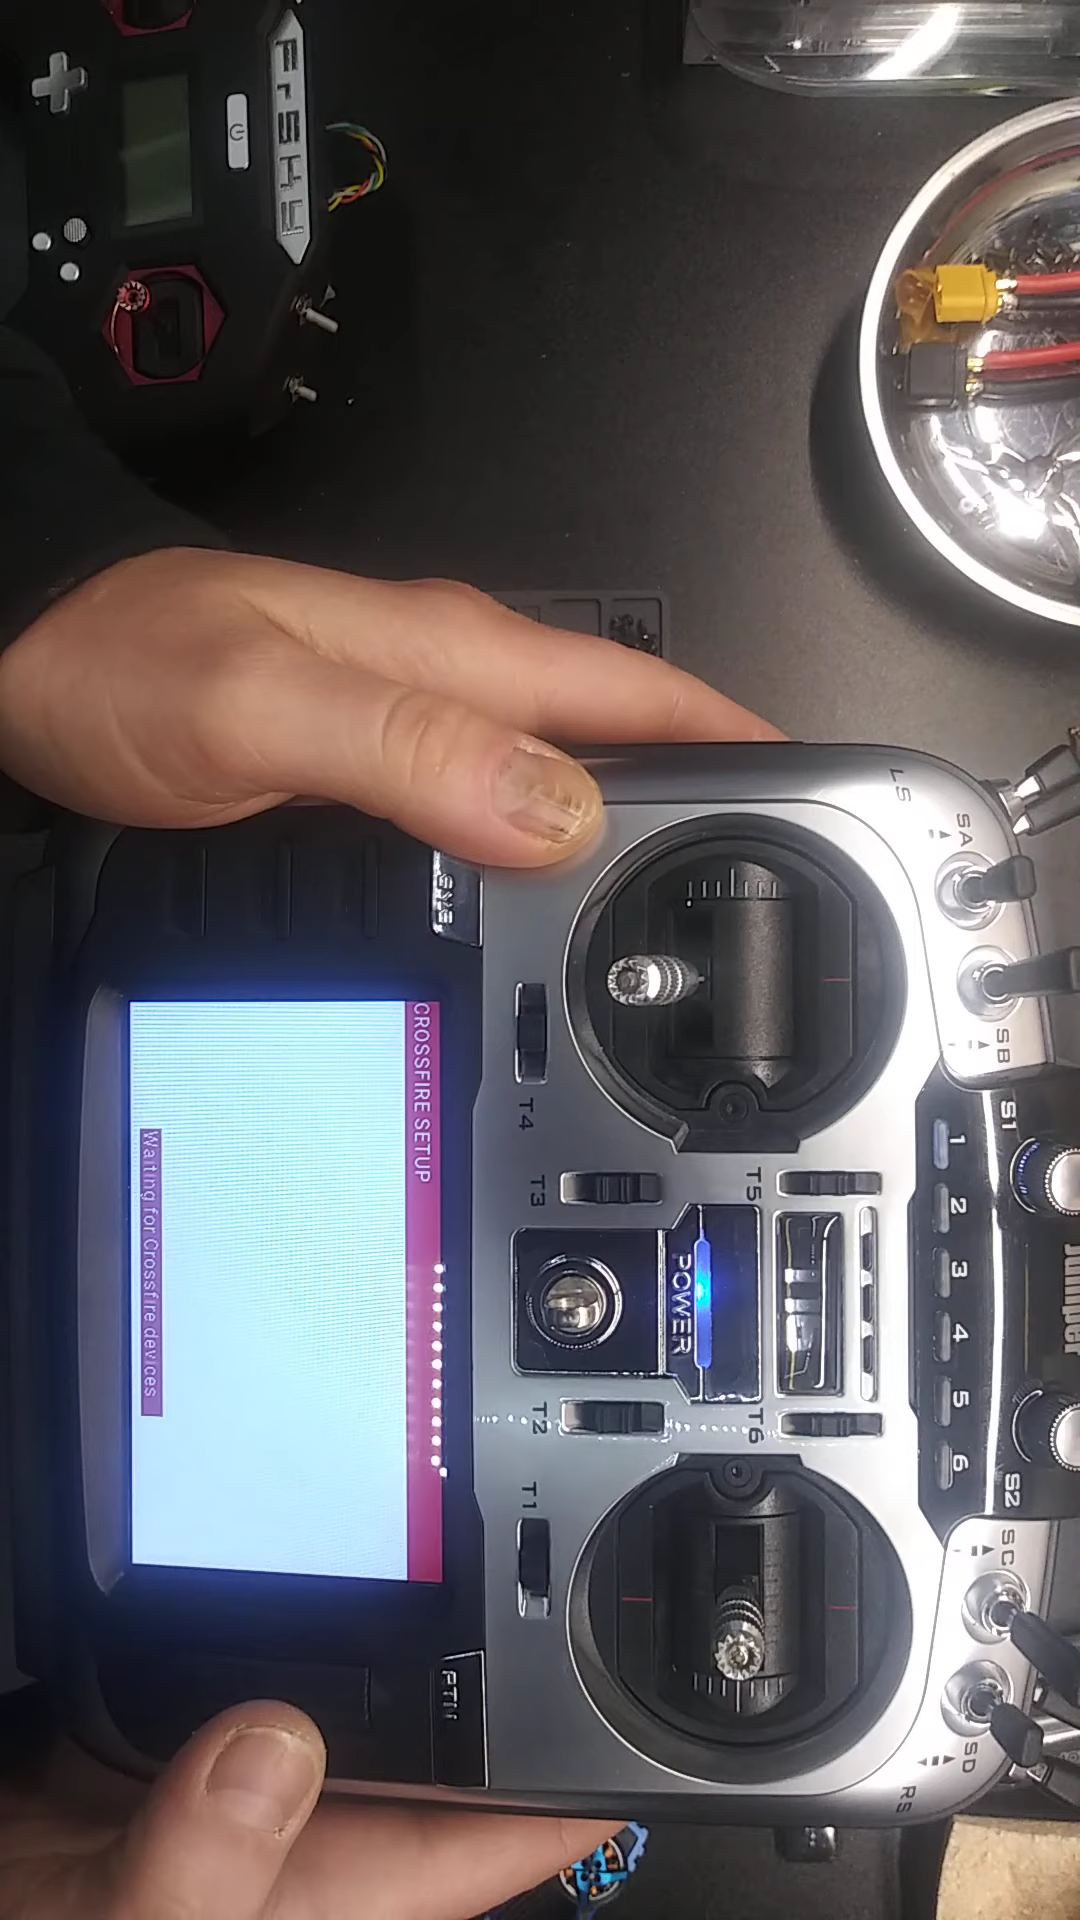 FrSKY
LS
SA
SB
S1
1
2
3
4
5
6
Jumper
S2
SC
SD
RS
T5
T6
POWER
T4
T3
T2
T1
SYS
RTN
CROSSFIRE SETUP
Waiting for Crossfire devices